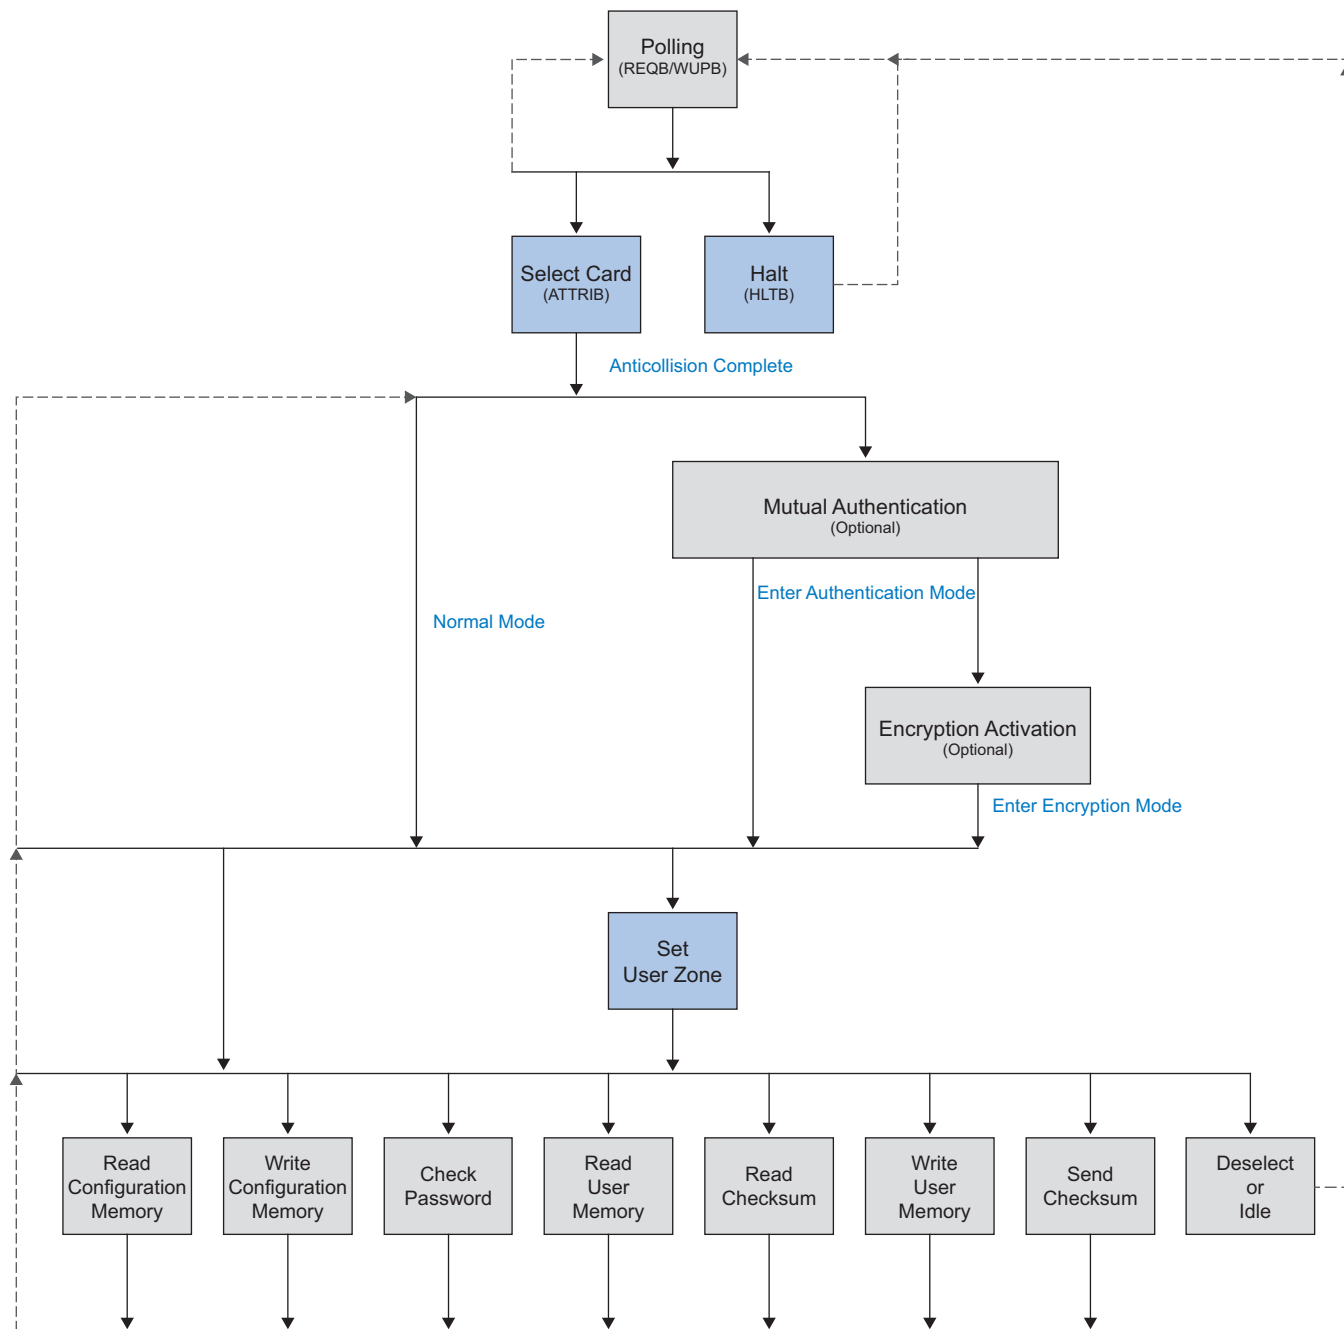 Polling
(REQB/WUPB)
Select Card
(ATTRIB)
Halt
(HLTB)
Anticollision Complete
Mutual Authentication
(Optional)
Enter Authentication Mode
Normal Mode
Encryption Activation
(Optional)
Enter Encryption Mode
Set
User Zone
Read
Configuration
Memory
Write
Configuration
Memory
Check
Password
Read
User
Memory
Read
Checksum
Write
User
Memory
Send
Checksum
Deselect
or
Idle